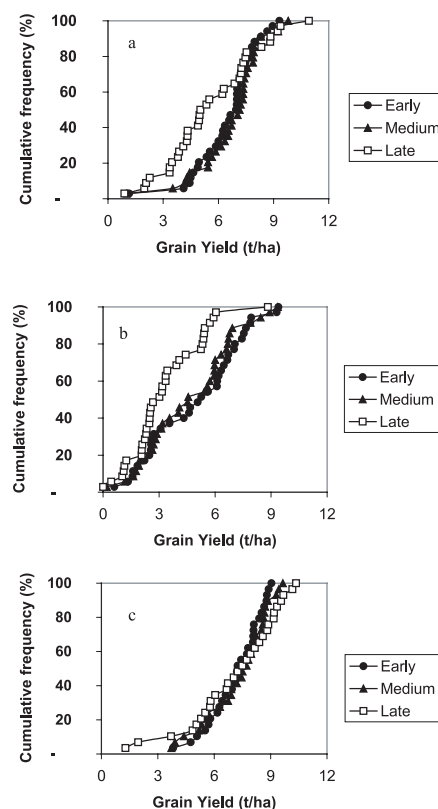 a
Cumulative frequency (%)
100
80
60
40
20
-
0
3
6
9
12
Grain Yield (t/ha)
Early
Medium
Late
b
Cumulative frequency (%)
100
80
60
40
20
-
0
3
6
9
12
Grain Yield (t/ha)
Early
Medium
Late
c
Cumulative frequency (%)
100
80
60
40
20
-
0
3
6
9
12
Grain Yield (t/ha)
Early
Medium
Late